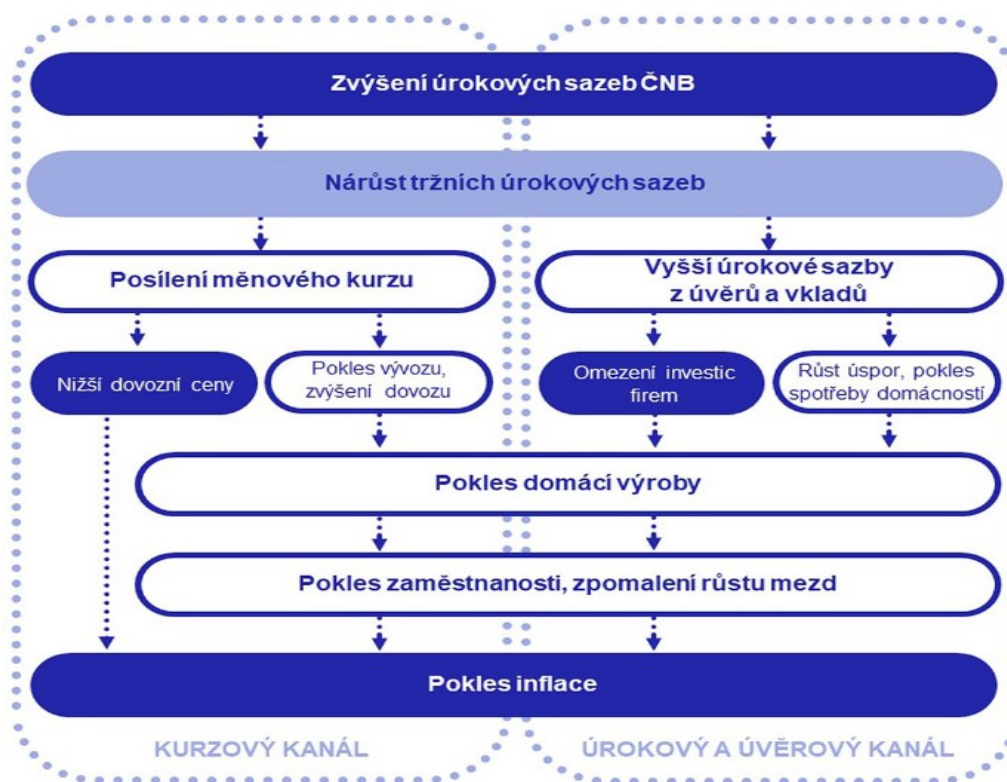 Zvýšení úrokových sazeb ČNB
Nárůst tržních úrokových sazeb
Posílení měnového kurzu
Vyšší úrokové sazby
z úvěrů a vkladů
Nižší dovozní ceny
Pokles vývozu,
zvýšení dovozu
Omezení investic
firem
Růst úspor, pokles
spotřeby domácností
Pokles domácí výroby
Pokles zaměstnanosti, zpomalení růstu mezd
Pokles inflace
KURZOVÝ KANÁL
ÚROKOVÝ A ÚVĚROVÝ KANÁL